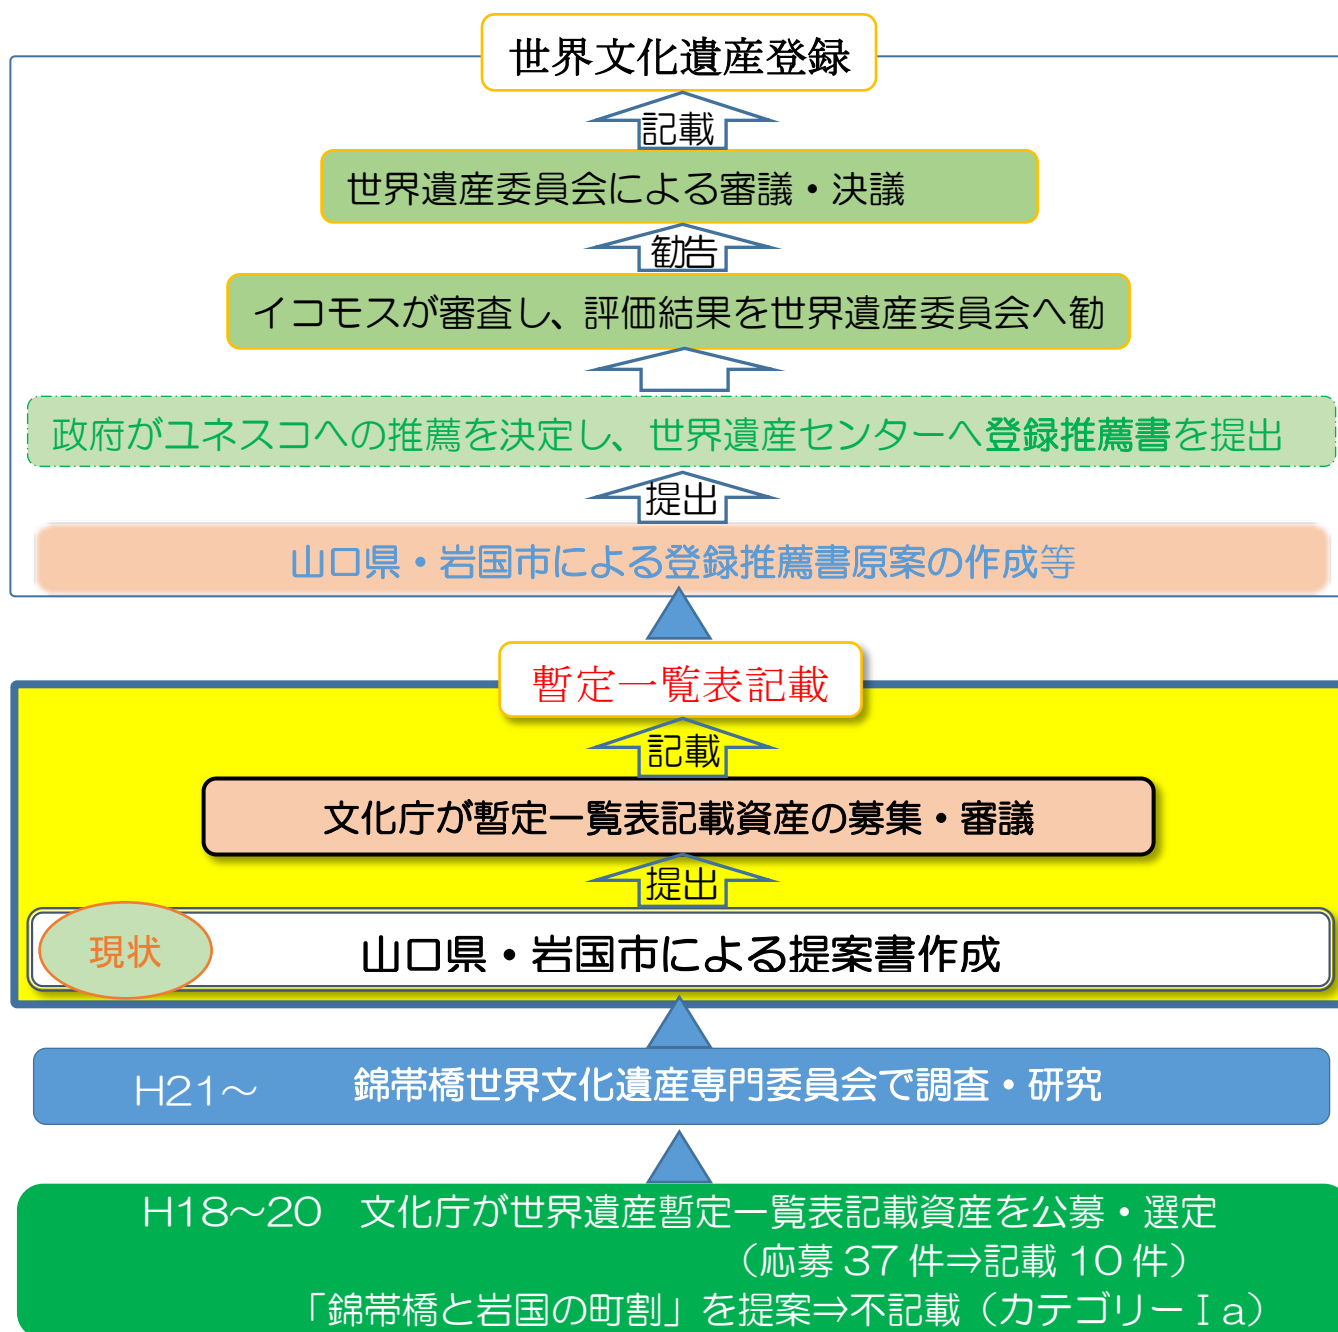 世界文化遺産登録
記載
世界遺産委員会による審議・決議
勧告
イコモスが審査し、評価結果を世界遺産委員会へ勧
政府がユネスコへの推薦を決定し、世界遺産センターへ登録推薦書を提出
提出
山口県・岩国市による登録推薦書原案の作成等
暫定一覧表記載
記載
文化庁が暫定一覧表記載資産の募集・審議
提出
現状
山口県・岩国市による提案書作成
H21～ 錦帯橋世界文化遺産専門委員会で調査・研究
H18～20　文化庁が世界遺産暫定一覧表記載資産を公募・選定
（応募 37 件⇒記載 10 件）
「錦帯橋と岩国の町割」を提案⇒不記載（カテゴリーⅠa）